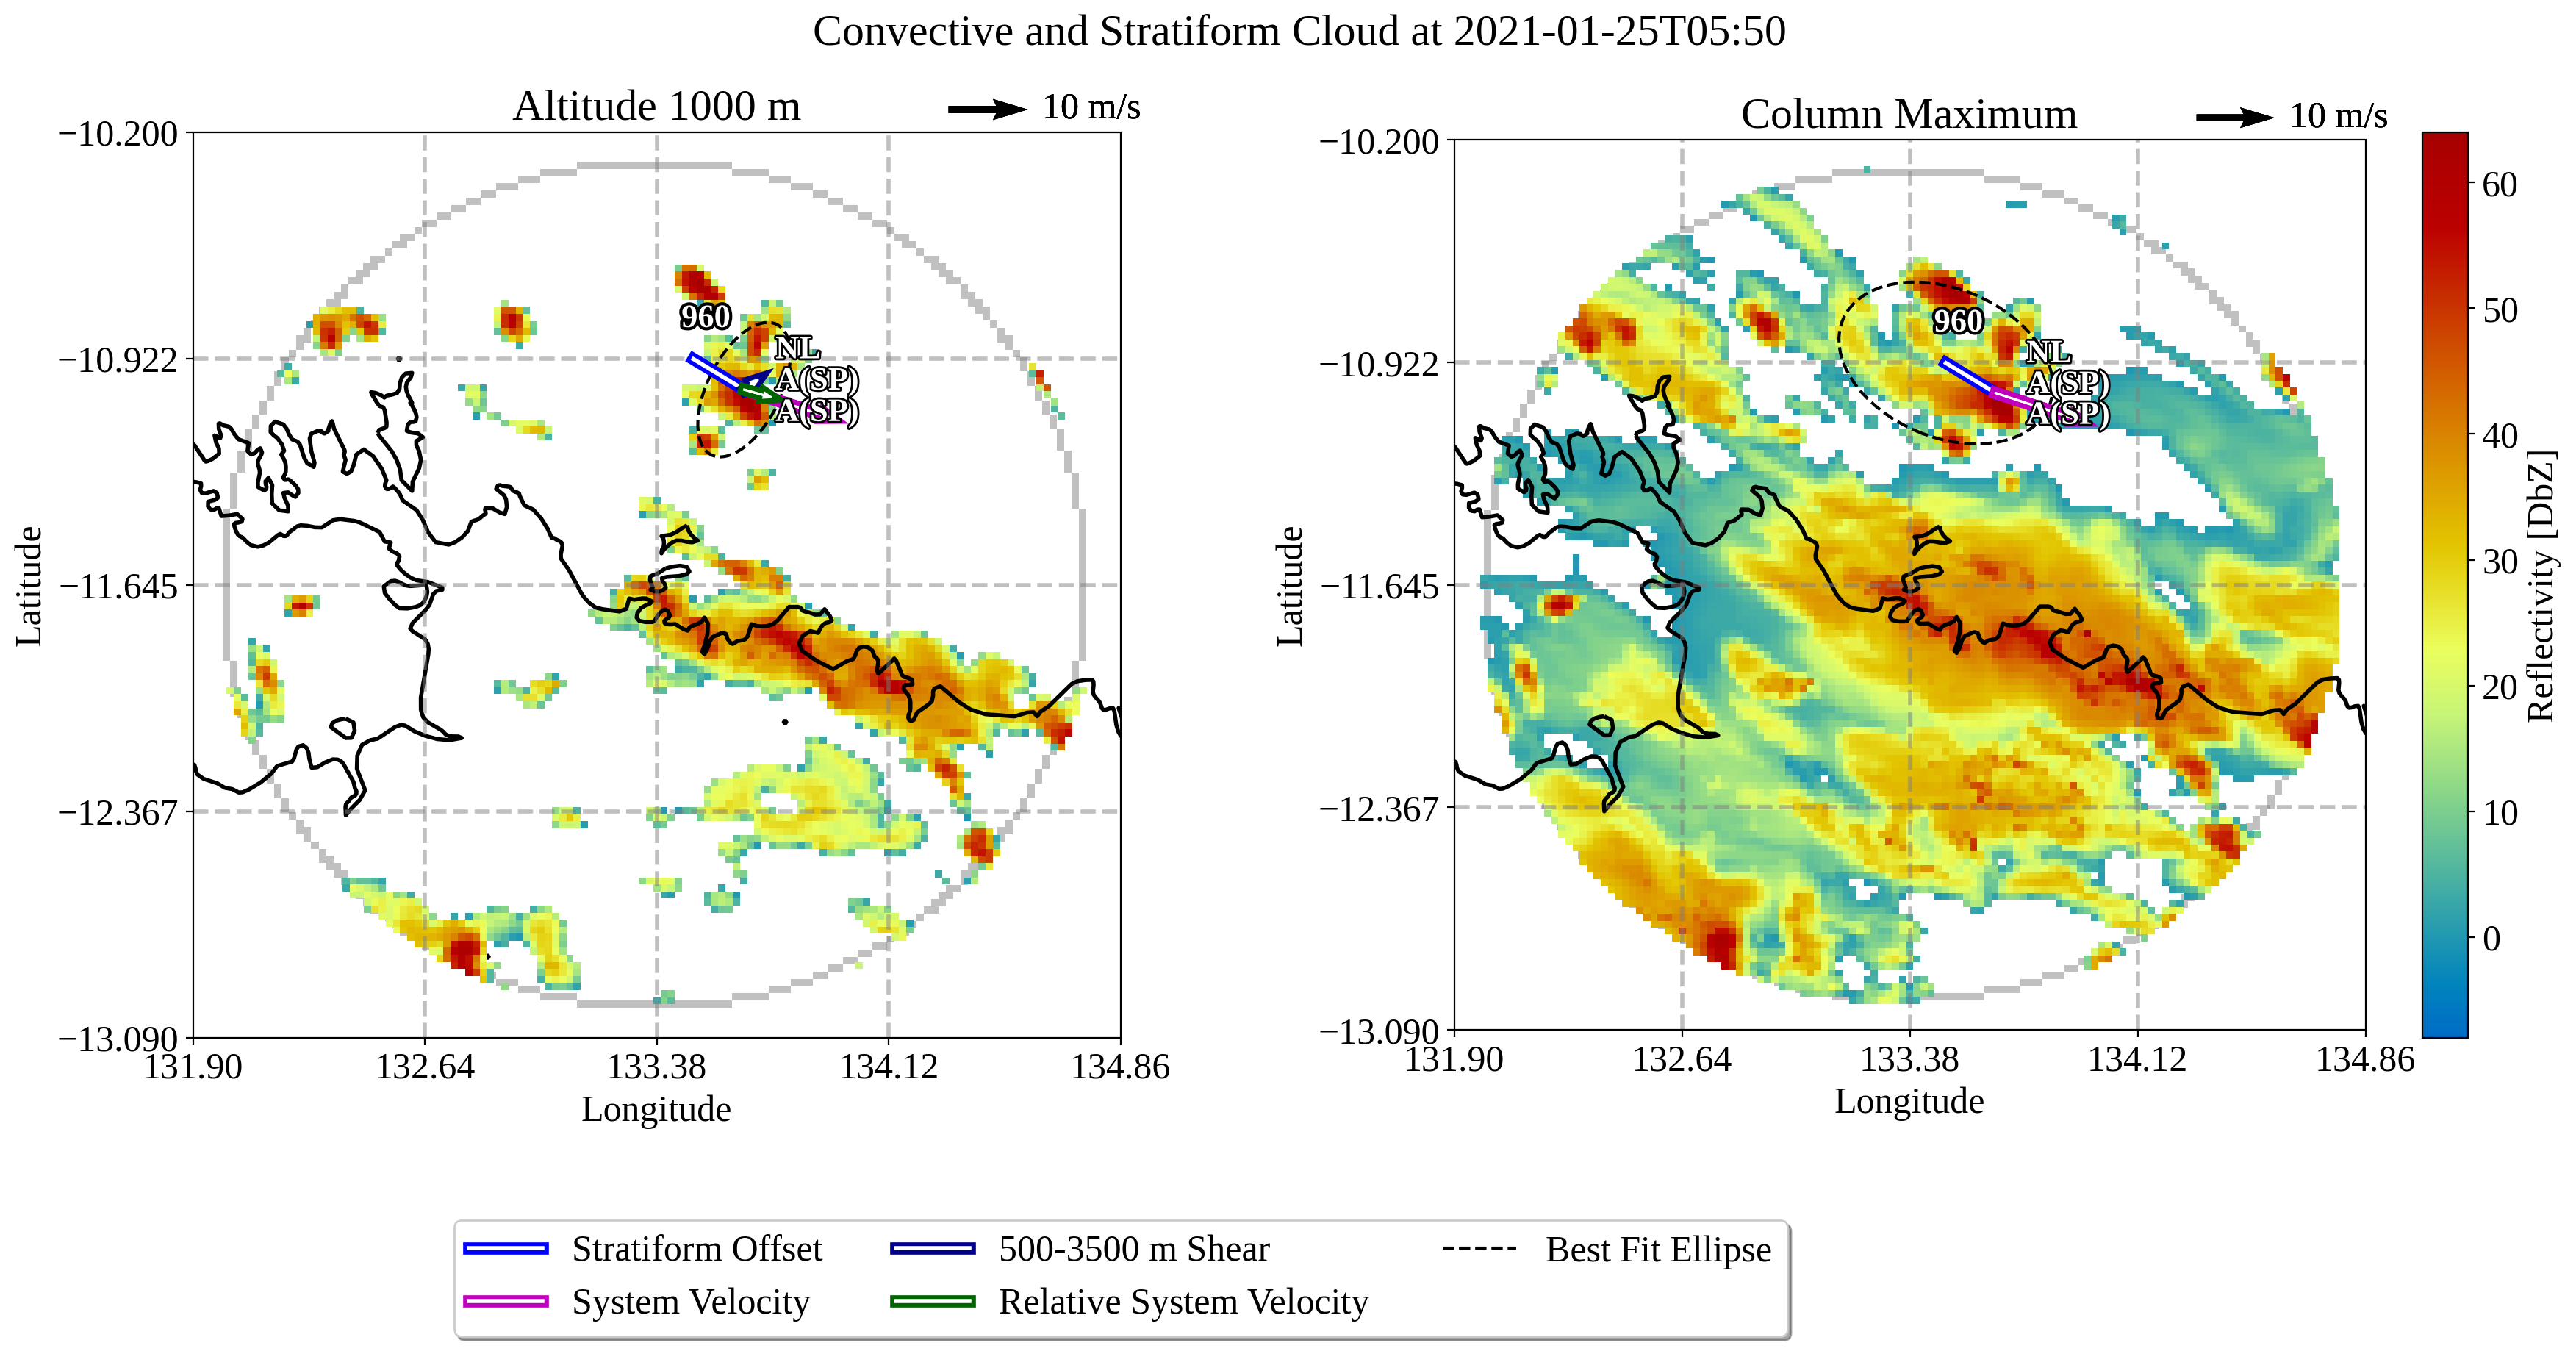 Convective and Stratiform Cloud at 2021-01-25T05:50
Altitude 1000 m
10 m/s
−10.200
−10.922
−11.645
−12.367
−13.090
Latitude
960
NL
A(SP)
A(SP)
131.90
132.64
133.38
134.12
134.86
Longitude
Column Maximum
10 m/s
−10.200
−10.922
−11.645
−12.367
−13.090
Latitude
960
NL
A(SP)
A(SP)
131.90
132.64
133.38
134.12
134.86
Longitude
60
50
40
30
20
10
0
Reflectivity [DbZ]
Stratiform Offset
System Velocity
500-3500 m Shear
Relative System Velocity
Best Fit Ellipse